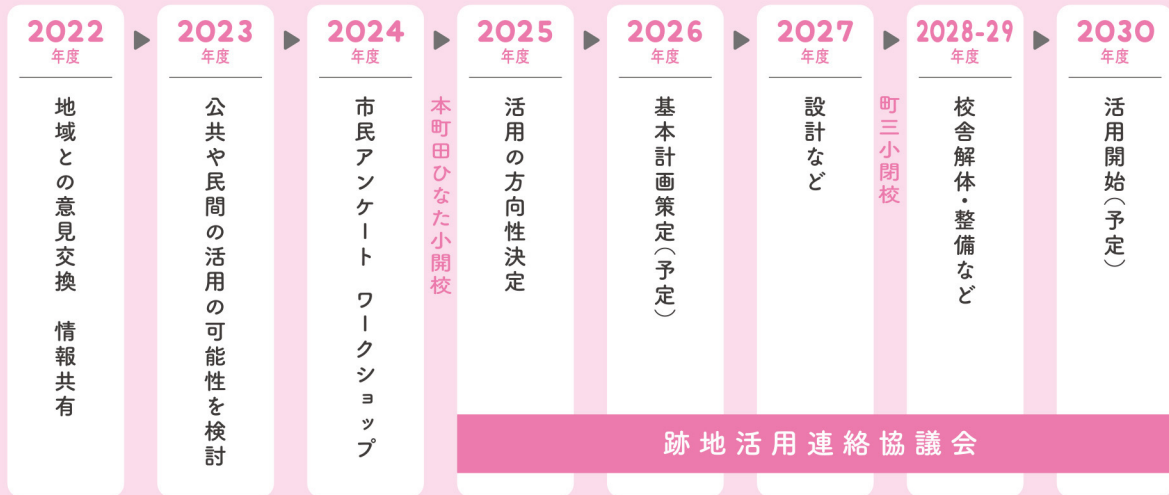 2022
年度
地域との意見交換　情報共有
2023
年度
公共や民間の活用の可能性を検討
2024
年度
市民アンケート　ワークショップ
本町田ひなた小開校
2025
年度
活用の方向性決定
2026
年度
基本計画策定（予定）
2027
年度
設計など
町三小閉校
2028-29
年度
校舎解体・整備など
2030
年度
活用開始（予定）
跡地活用連絡協議会